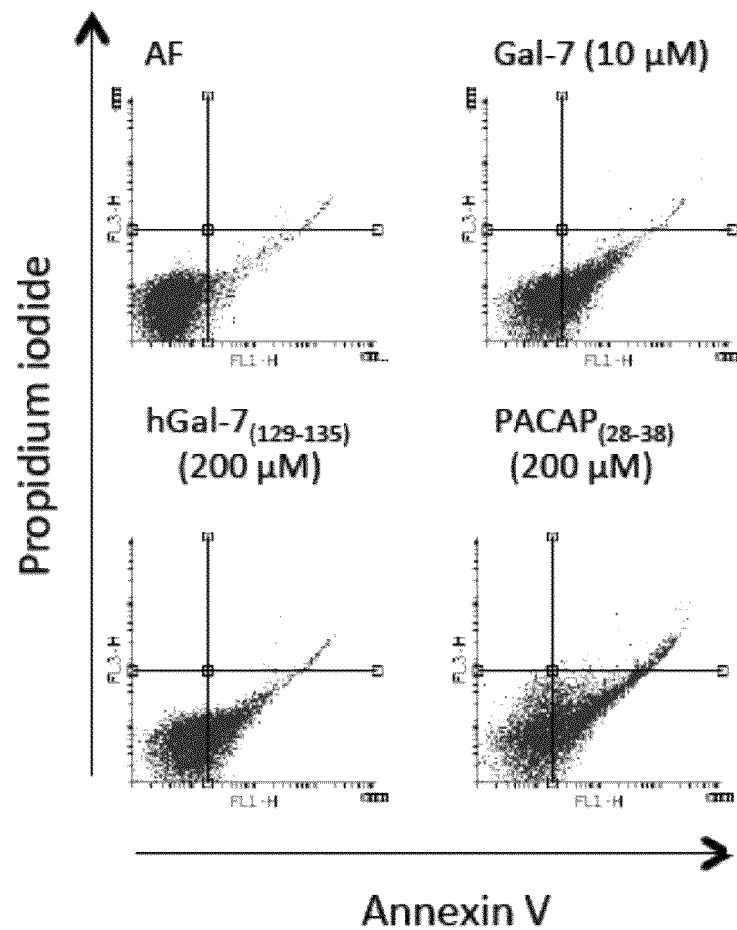 AF
Gal-7 (10 µM)
FL3-H
FL1-H
FL3-H
FL1-H
Propidium iodide
hGal-7(129-135)
(200 µM)
PACAP(28-38)
(200 µM)
FL3-H
FL1-H
FL3-H
FL1-H
Annexin V